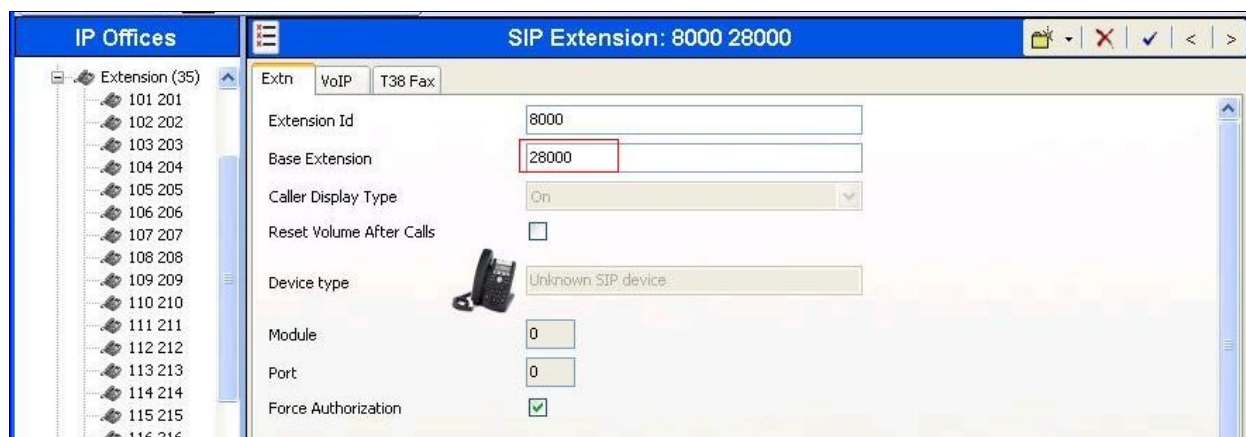 IP Offices
SIP Extension: 8000 28000
Extension (35)
101 201
102 202
103 203
104 204
105 205
106 206
107 207
108 208
109 209
110 210
111 211
112 212
113 213
114 214
115 215
116 216
Extn VoIP T38 Fax
Extension Id 8000
Base Extension 28000
Caller Display Type On
Reset Volume After Calls
Device type Unknown SIP device
Module 0
Port 0
Force Authorization